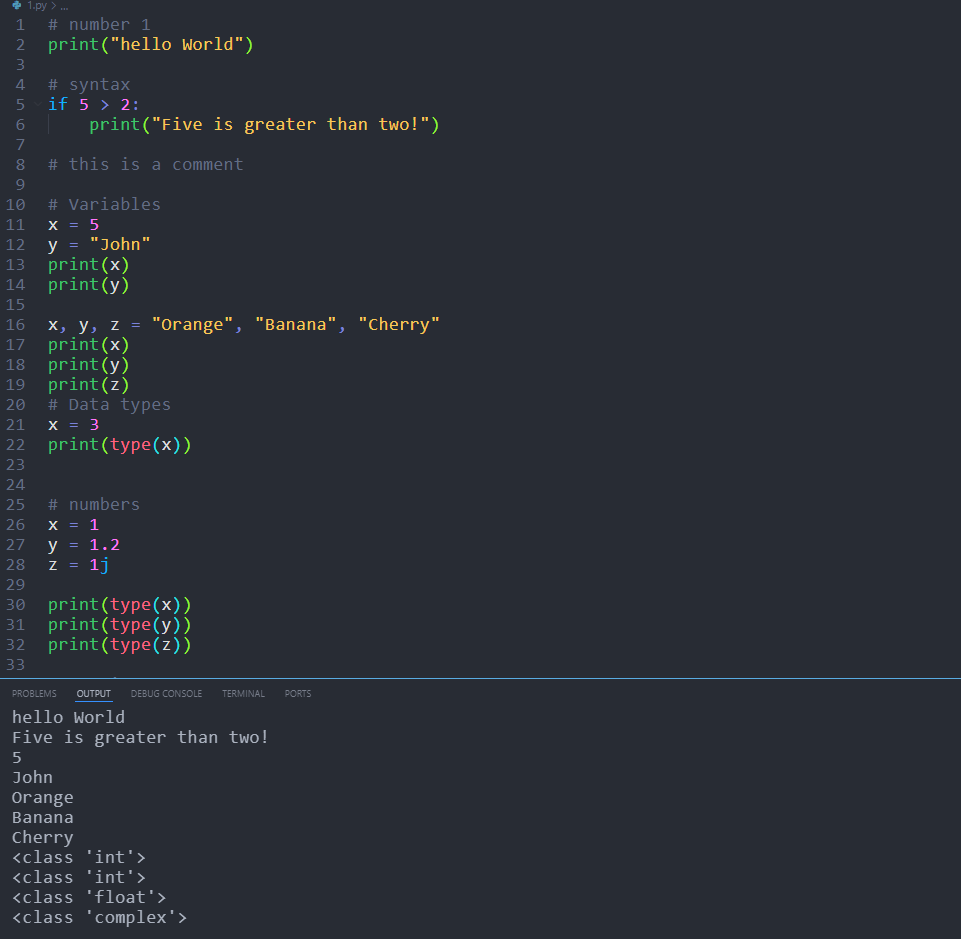 1.py > ...
1 # number 1
2 print("hello World")
3
4 # syntax
5 if 5 > 2:
6     print("Five is greater than two!")
7
8 # this is a comment
9
10 # Variables
11 x = 5
12 y = "John"
13 print(x)
14 print(y)
15
16 x, y, z = "Orange", "Banana", "Cherry"
17 print(x)
18 print(y)
19 print(z)
20 # Data types
21 x = 3
22 print(type(x))
23
24
25 # numbers
26 x = 1
27 y = 1.2
28 z = 1j
29
30 print(type(x))
31 print(type(y))
32 print(type(z))
33
PROBLEMS OUTPUT DEBUG CONSOLE TERMINAL PORTS
hello World
Five is greater than two!
5
John
Orange
Banana
Cherry
<class 'int'>
<class 'int'>
<class 'float'>
<class 'complex'>